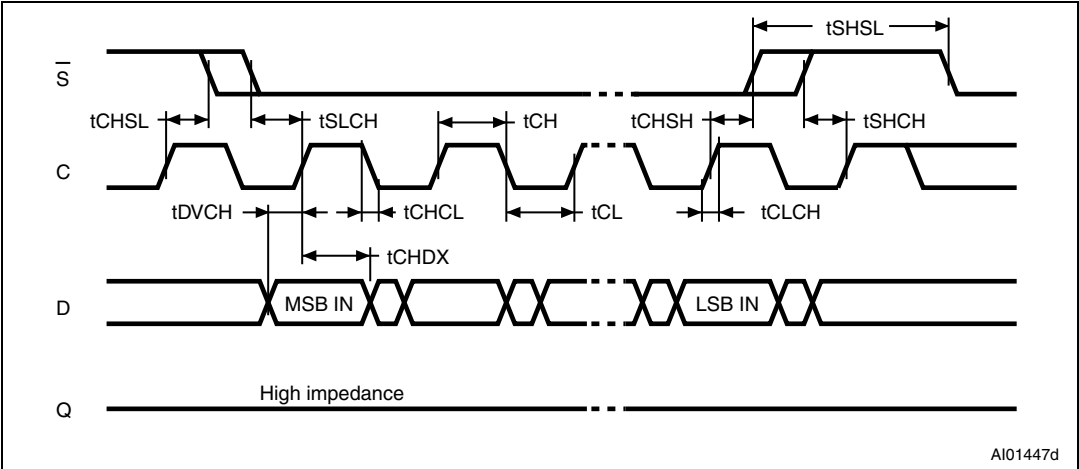 tSHSL
S
tCHSL
tSLCH
tCH
tCHSH
tSHCH
C
tDVCH
tCHCL
tCL
tCLCH
tCHDX
D
MSB IN
LSB IN
High impedance
Q
AI01447d